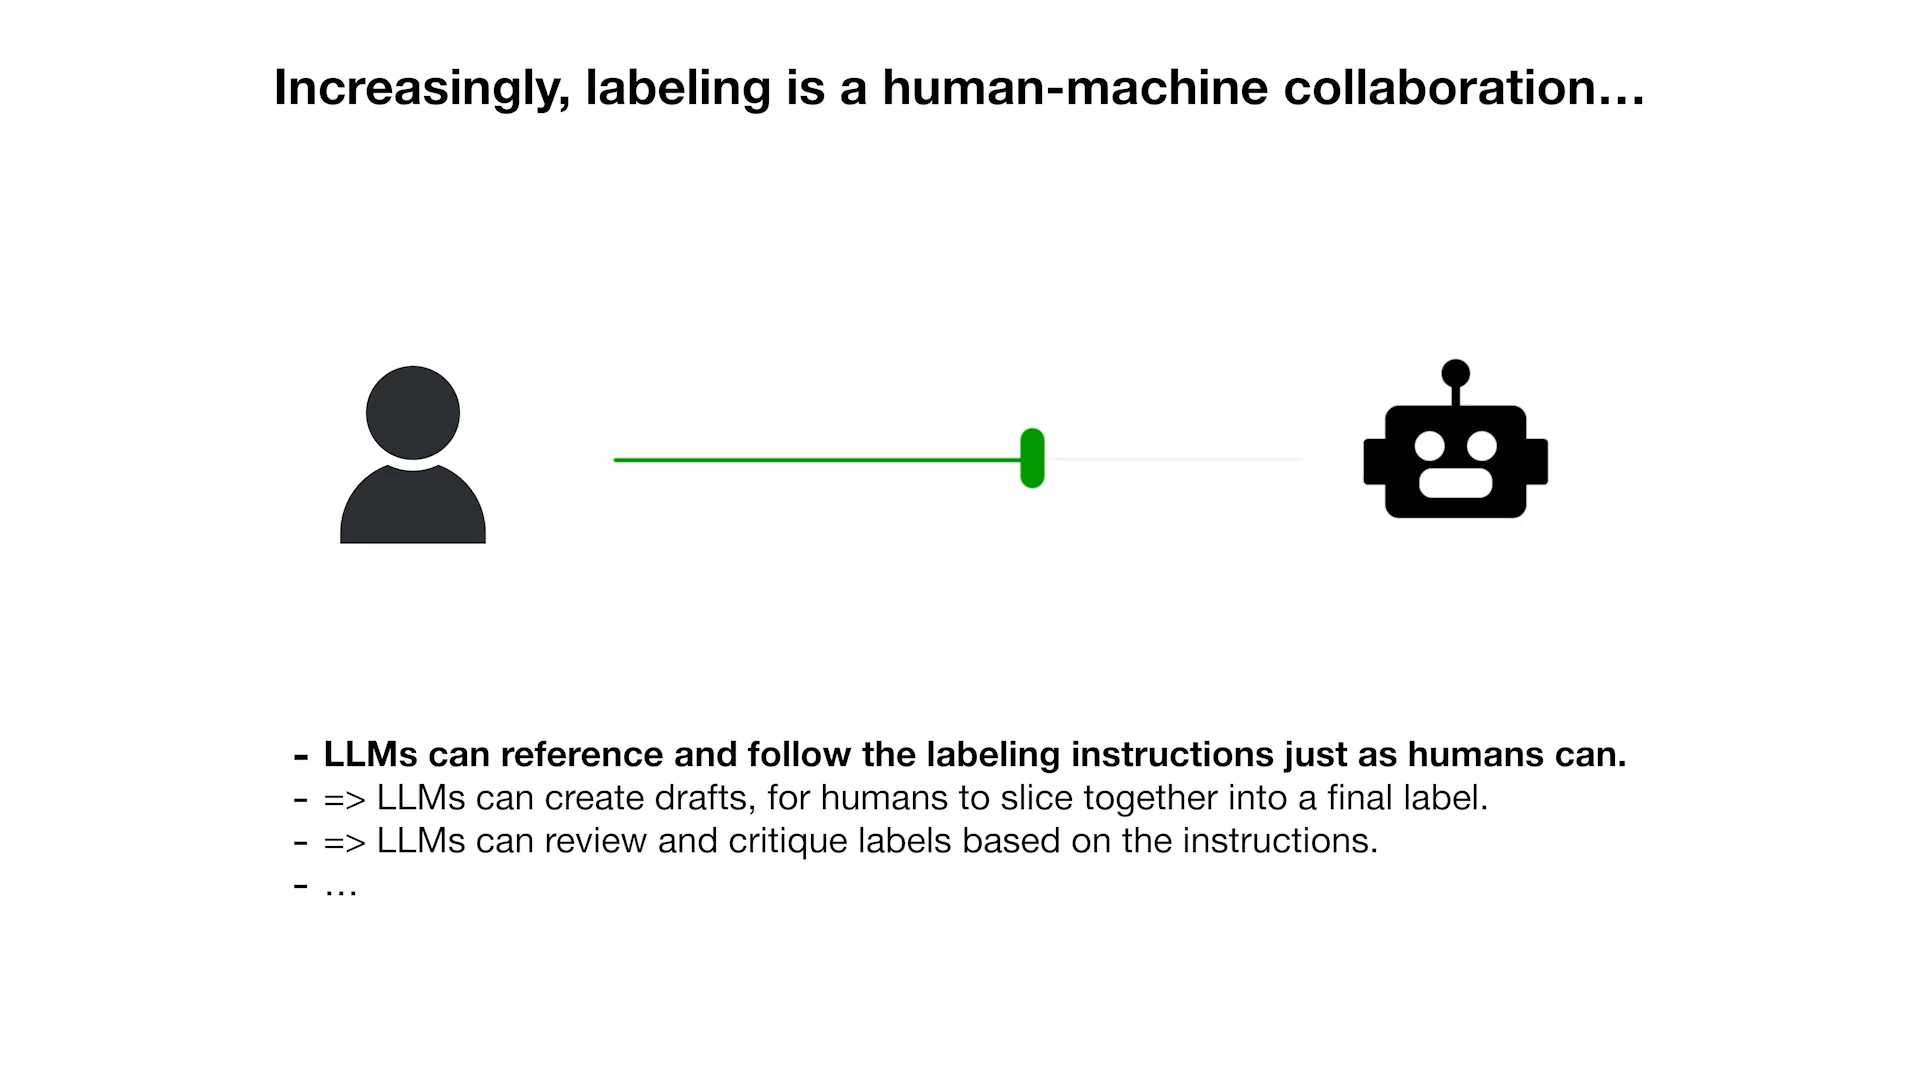 Increasingly, labeling is a human-machine collaboration…
- LLMs can reference and follow the labeling instructions just as humans can.
- => LLMs can create drafts, for humans to slice together into a final label.
- => LLMs can review and critique labels based on the instructions.
- …